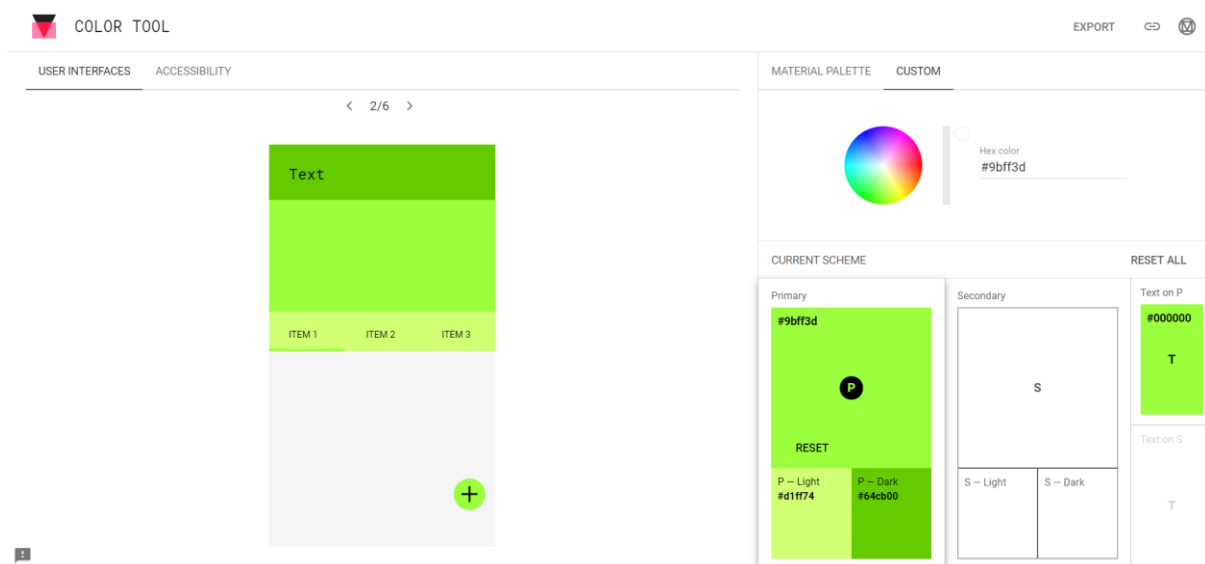 COLOR TOOL
EXPORT
USER INTERFACES ACCESSIBILITY
2/6
Text
ITEM 1 ITEM 2 ITEM 3
MATERIAL PALETTE CUSTOM
Hex color
#9bff3d
CURRENT SCHEME RESET ALL
Primary
#9bff3d
P
RESET
P — Light
#d1ff74
P — Dark
#64cb00
Secondary
S
S — Light
S — Dark
Text on P
#000000
T
Text on S
T